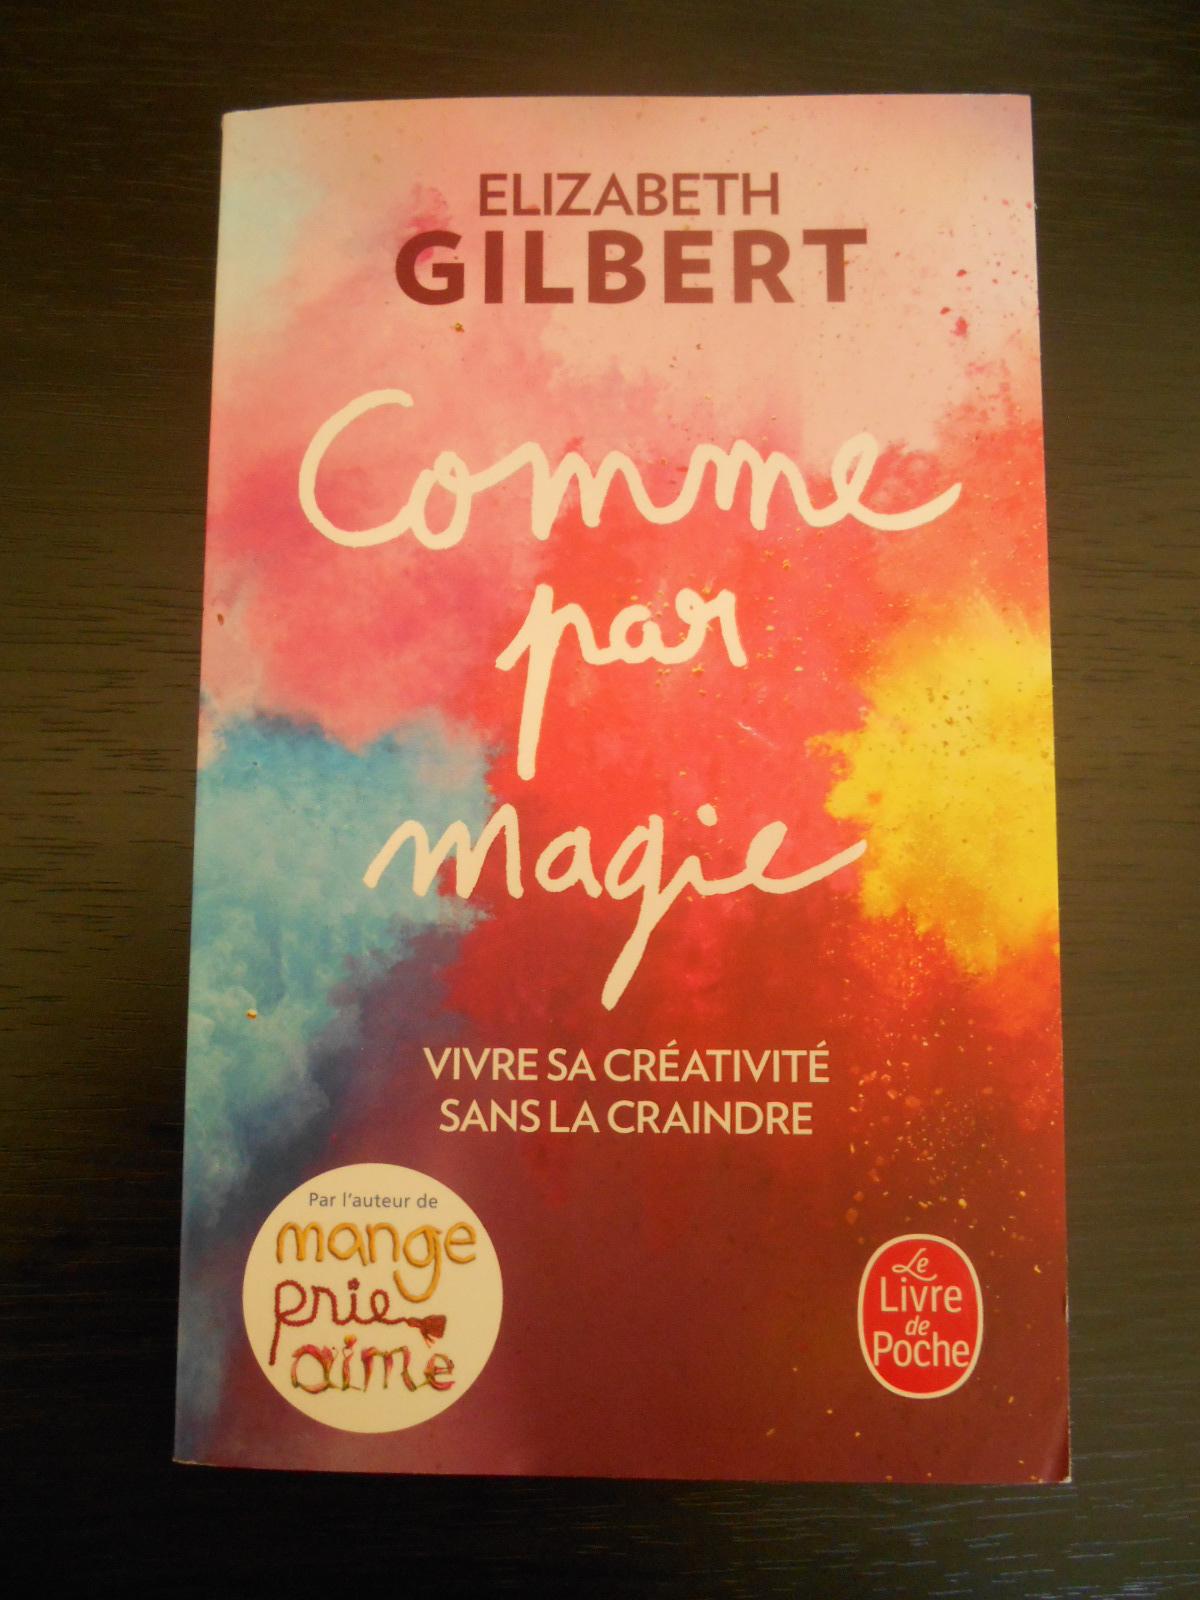 ELIZABETH
GILBERT
Comme
par
magie
VIVRE SA CRÉATIVITÉ
SANS LA CRAINDRE
Par l'auteur de
mange
prie
aime
Le
Livre
de
Poche